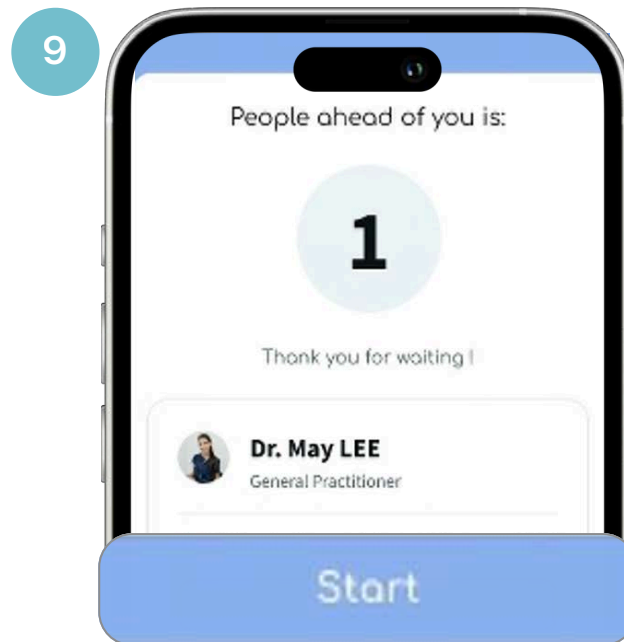 9
People ahead of you is:
1
Thank you for waiting !
Dr. May LEE
General Practitioner
Start